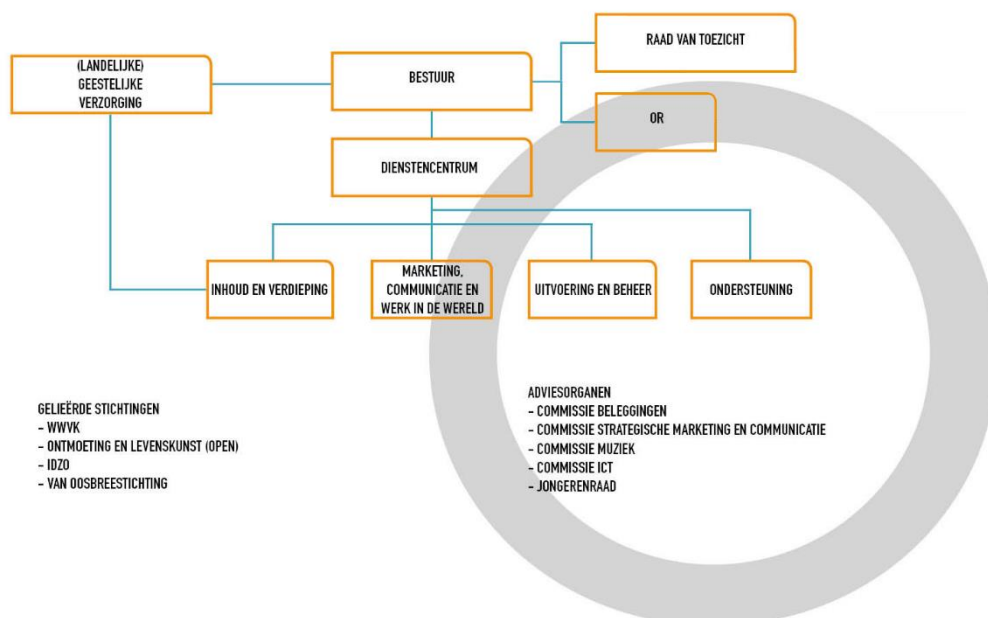 (LANDELIJKE)
GEESTELIJKE
VERZORGING
BESTUUR
RAAD VAN TOEZICHT
OR
DIENSTENCENTRUM
INHOUD EN VERDIEPING
MARKETING,
COMMUNICATIE EN
WERK IN DE WERELD
UITVOERING EN BEHEER
ONDERSTEUNING
GELIEËRDE STICHTINGEN
– WWVK
– ONTMOETING EN LEVENSKUNST (OPEN)
– IDZO
– VAN OOSBREESTICHTING
ADVIESORGANEN
– COMMISSIE BELEGGINGEN
– COMMISSIE STRATEGISCHE MARKETING EN COMMUNICATIE
– COMMISSIE MUZIEK
– COMMISSIE ICT
– JONGERENRAAD